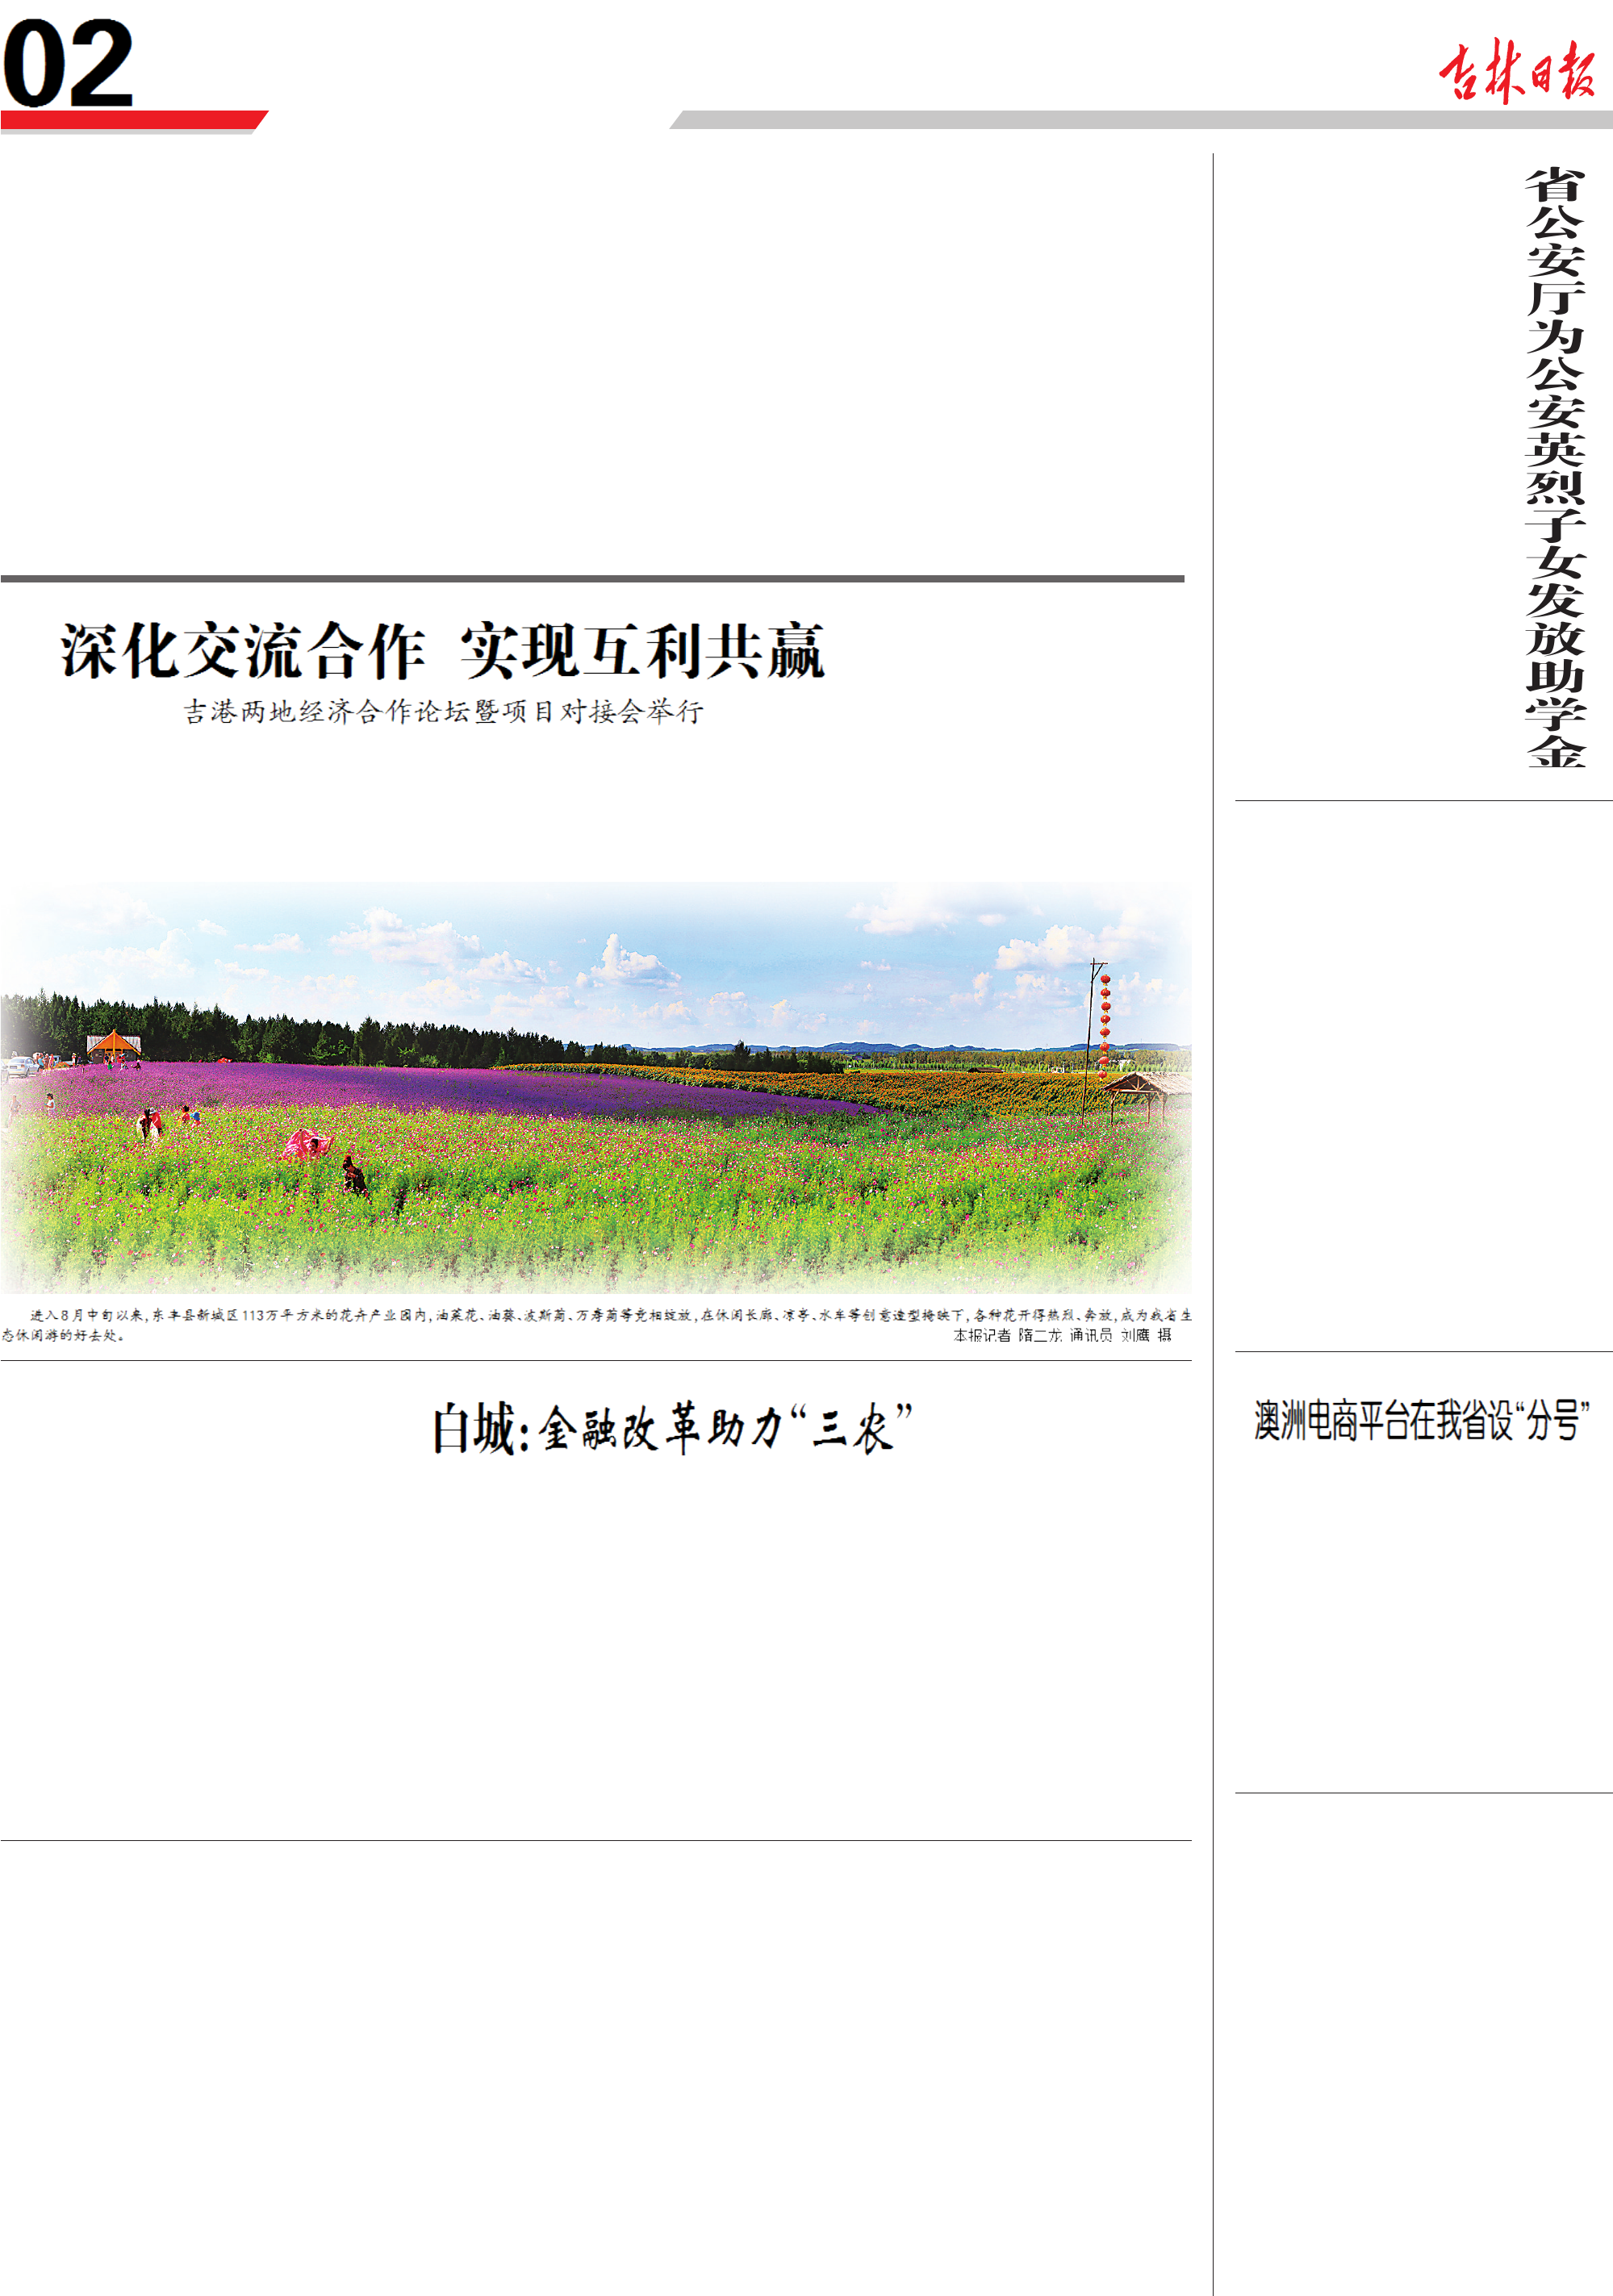 02
吉林日报
省公安厅为公安英烈子女发放助学金
深化交流合作 实现互利共赢
吉港两地经济合作论坛暨项目对接会举行
进入8月中旬以来,东丰县新城区113万平方米的花卉产业园内,油菜花、油葵、波斯菊、万寿菊等竞相绽放,在休闲长廊、凉亭、水车等创意造型掩映下,各种花开得热烈、奔放,成为我省生
态休闲游的好去处。 本报记者 隋二龙 通讯员 刘鹰 摄
白城:金融改革助力“三农”
澳洲电商平台在我省设“分号”